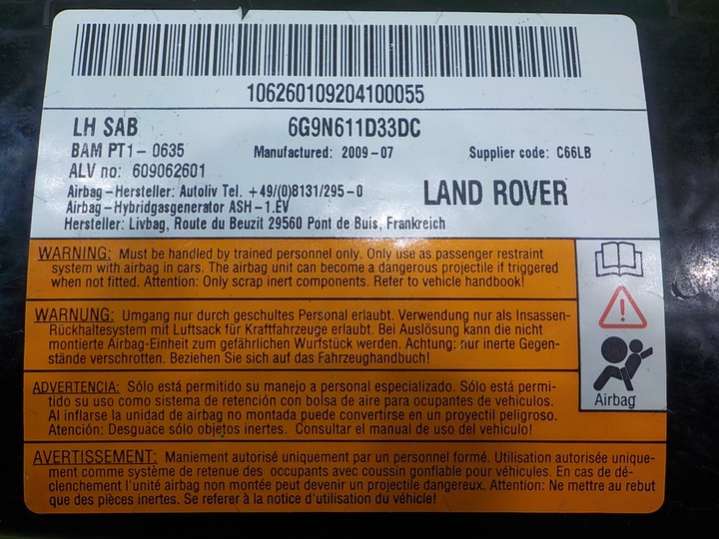 106260109204100055
LH SAB 6G9N611D33DC
BAM PT1- 0635 Manufactured: 2009-07 Supplier code: C66LB
ALV no: 609062601
Airbag-Hersteller: Autoliv Tel. +49/(0)8131/295-0 LAND ROVER
Airbag-Hybridgasgenerator ASH-1.EV
Hersteller: Livbag, Route du Beuzit 29560 Pont de Buis, Frankreich
WARNING: Must be handled by trained personnel only. Only use as passenger restraint
system with airbag in cars. The airbag unit can become a dangerous projectile if triggered
when not fitted. Attention: Only scrap inert components. Refer to vehicle handbook!
WARNUNG: Umgang nur durch geschultes Personal erlaubt. Verwendung nur als Insassen-
Rückhaltesystem mit Luftsack für Kraftfahrzeuge erlaubt. Bei Auslösung kann die nicht
montierte Airbag-Einheit zum gefährlichen Wurfstück werden. Achtung: nur inerte Gegen-
stände verschrotten. Beziehen Sie sich auf das Fahrzeughandbuch!
ADVERTENCIA: Sólo está permitido su manejo a personal especializado. Sólo está permi-
tido su uso como sistema de retención con bolsa de aire para ocupantes de vehículos.
Al inflarse la unidad de airbag no montada puede convertirse en un proyectil peligroso.
Atención: Desguace sólo objetos inertes. Consultar el manual de uso del vehículo!
AVERTISSEMENT: Maniement autorisé uniquement par un personnel formé. Utilisation autorisée unique-
ment comme système de retenue des occupants avec coussin gonflable pour véhicules. En cas de dé-
clenchement l'unité airbag non montée peut devenir un projectile dangereux. Attention: Ne mettre au rebut
que des pièces inertes. Se referer à la notice d'utilisation du véhicule!
Airbag